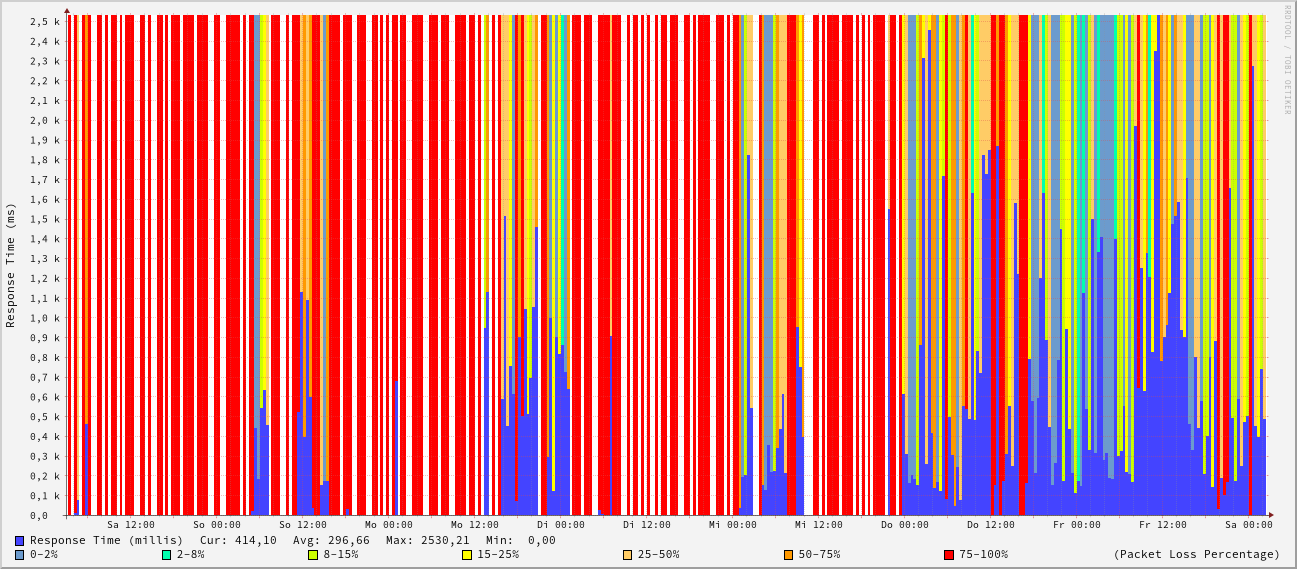 RRDTOOL / TOBI OETIKER
Response Time (ms)
2,5 k
2,4 k
2,3 k
2,2 k
2,1 k
2,0 k
1,9 k
1,8 k
1,7 k
1,6 k
1,5 k
1,4 k
1,3 k
1,2 k
1,1 k
1,0 k
0,9 k
0,8 k
0,7 k
0,6 k
0,5 k
0,4 k
0,3 k
0,2 k
0,1 k
0,0
Sa 12:00 So 00:00 So 12:00 Mo 00:00 Mo 12:00 Di 00:00 Di 12:00 Mi 00:00 Mi 12:00 Do 00:00 Do 12:00 Fr 00:00 Fr 12:00 Sa 00:00
Response Time (millis) Cur: 414,10 Avg: 296,66 Max: 2530,21 Min: 0,00
0-2% 2-8% 8-15% 15-25% 25-50% 50-75% 75-100% (Packet Loss Percentage)